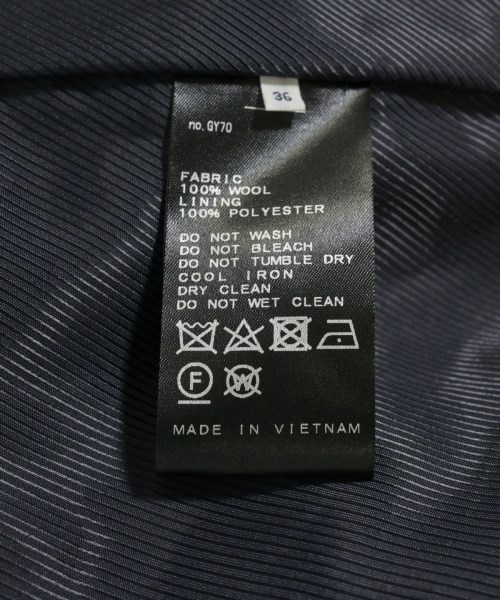 36
no.GY70
FABRIC
100% WOOL
LINING
100% POLYESTER
DO NOT WASH
DO NOT BLEACH
DO NOT TUMBLE DRY
COOL IRON
DRY CLEAN
DO NOT WET CLEAN
F
W
MADE IN VIETNAM